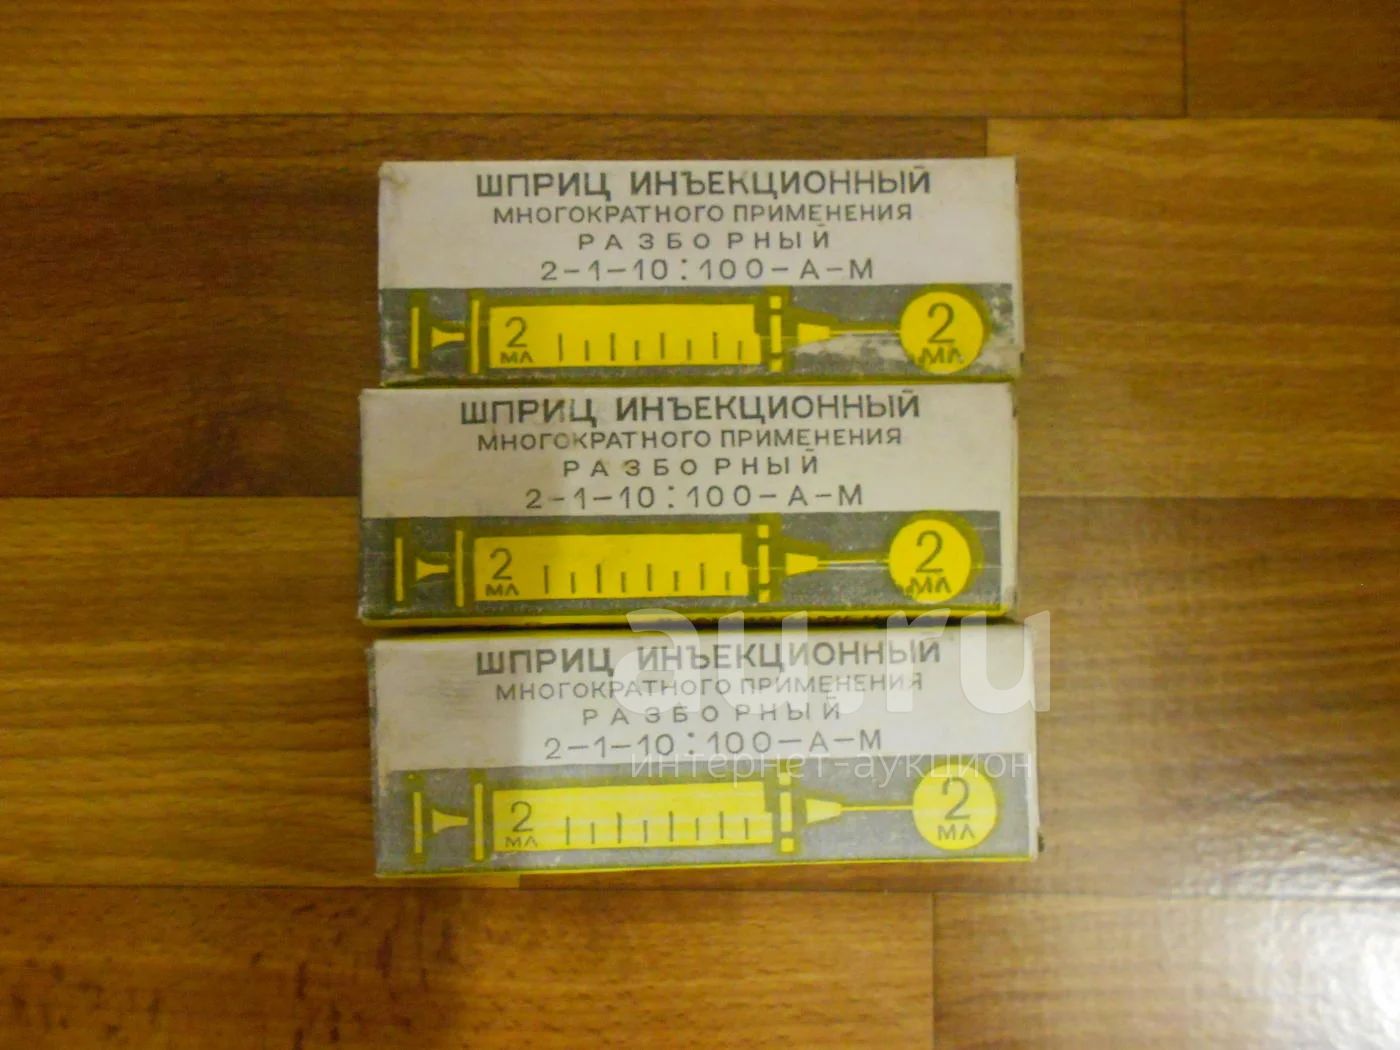 ШПРИЦ ИНЪЕКЦИОННЫЙ
МНОГОКРАТНОГО ПРИМЕНЕНИЯ
РАЗБОРНЫЙ
2-1-10:100-А-М
2 МЛ
2 МЛ
ШПРИЦ ИНЪЕКЦИОННЫЙ
МНОГОКРАТНОГО ПРИМЕНЕНИЯ
РАЗБОРНЫЙ
2-1-10:100-А-М
2 МЛ
2 МЛ
ШПРИЦ ИНЪЕКЦИОННЫЙ
МНОГОКРАТНОГО ПРИМЕНЕНИЯ
РАЗБОРНЫЙ
2-1-10:100-А-М
2 МЛ
2 МЛ
au.ru
интернет-аукцион